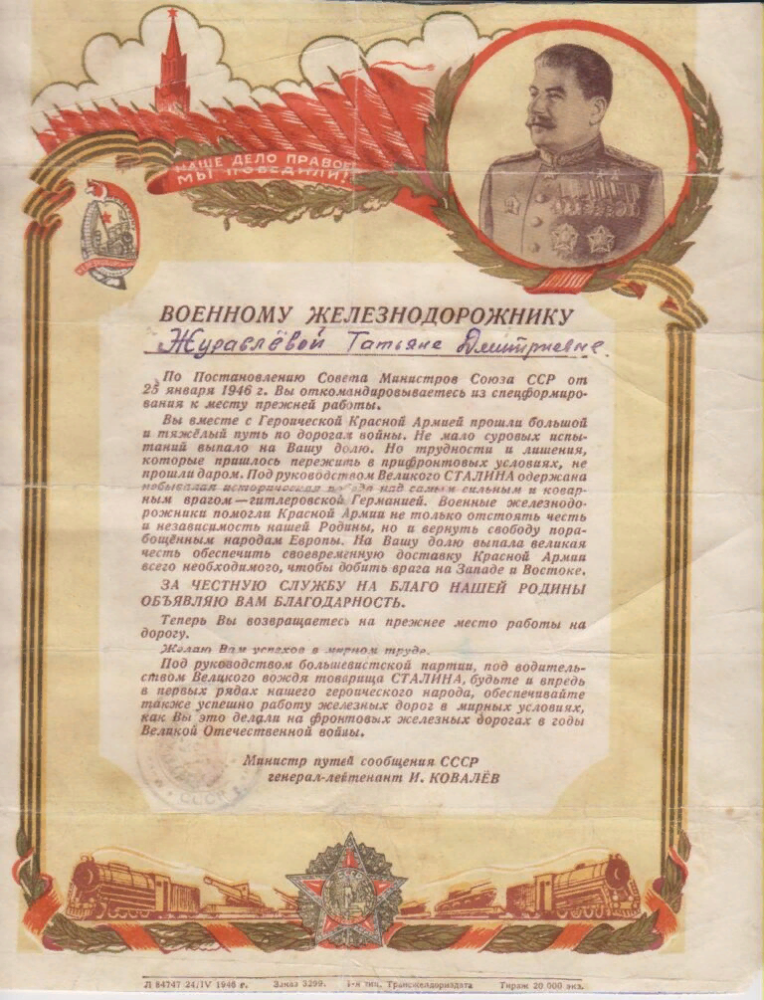 НАШЕ ДЕЛО ПРАВОЕ
МЫ ПОБЕДИЛИ!
ВОЕННОМУ ЖЕЛЕЗНОДОРОЖНИКУ
Журавлёвой Татьяне Дмитриевне
По Постановлению Совета Министров Союза ССР от
25 января 1946 г. Вы откомандировываетесь из спецформиро-
вания к месту прежней работы.
Вы вместе с Героической Красной Армией прошли большой
и тяжёлый путь по дорогам войны. Не мало суровых испы-
таний выпало на Вашу долю. Но трудности и лишения,
которые пришлось пережить в прифронтовых условиях, не
прошли даром. Под руководством Великого СТАЛИНА одержана
небывалая историческая победа над самым сильным и ковар-
ным врагом—гитлеровской Германией. Военные железнодо-
рожники помогли Красной Армии не только отстоять честь
и независимость нашей Родины, но и вернуть свободу пора-
бощённым народам Европы. На Вашу долю выпала великая
честь обеспечить своевременную доставку Красной Армии
всего необходимого, чтобы добить врага на Западе и Востоке.
ЗА ЧЕСТНУЮ СЛУЖБУ НА БЛАГО НАШЕЙ РОДИНЫ
ОБЪЯВЛЯЮ ВАМ БЛАГОДАРНОСТЬ.
Теперь Вы возвращаетесь на прежнее место работы на
дорогу.
Желаю Вам успехов в мирном труде.
Под руководством большевистской партии, под водитель-
ством Великого вождя товарища СТАЛИНА, будьте и впредь
в первых рядах нашего героического народа, обеспечивайте
также успешно работу железных дорог в мирных условиях,
как Вы это делали на фронтовых железных дорогах в годы
Великой Отечественной войны.
Министр путей сообщения СССР
генерал-лейтенант И. КОВАЛЁВ
СССР
Л 84747 24/IV 1946 г. Заказ 3299. 1-я тип. Трансжелдориздата Тираж 20 000 экз.